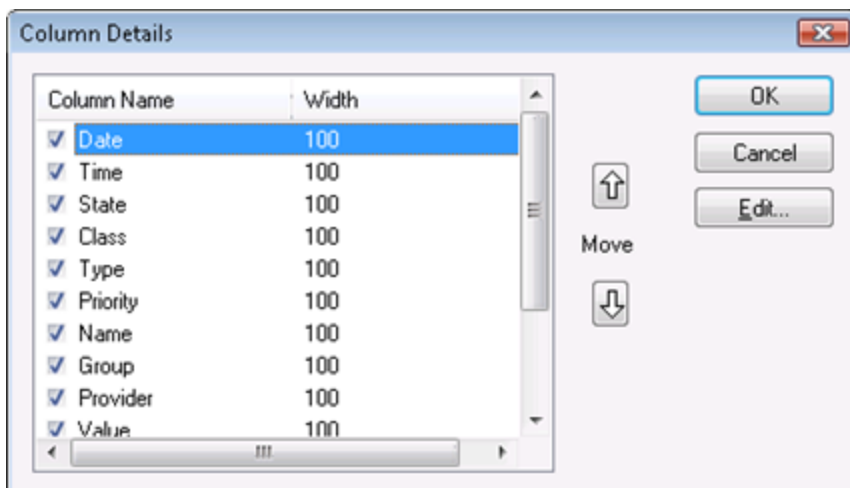 Column Details
Column Name Width
Date 100
Time 100
State 100
Class 100
Type 100
Priority 100
Name 100
Group 100
Provider 100
Value 100
Move
OK
Cancel
Edit...